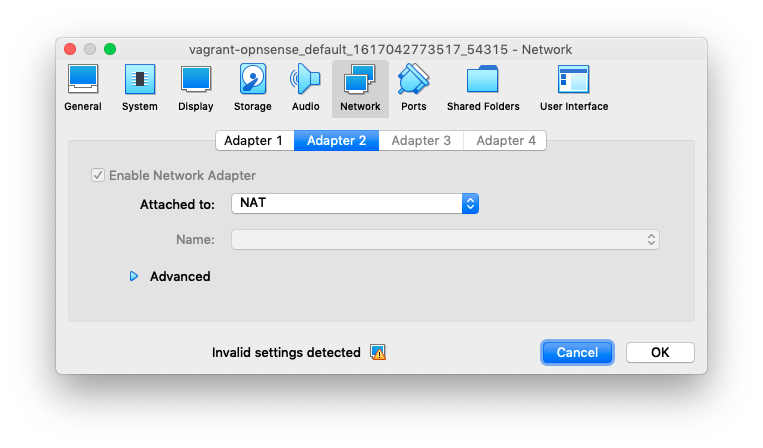 vagrant-opnsense_default_1617042773517_54315 - Network
General System Display Storage Audio Network Ports Shared Folders User Interface
Adapter 1 Adapter 2 Adapter 3 Adapter 4
Enable Network Adapter
Attached to: NAT
Name:
Advanced
Invalid settings detected Cancel OK